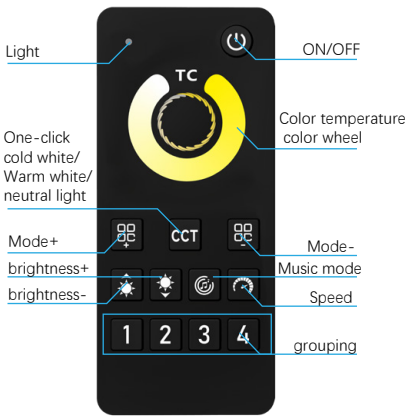 Light
ON/OFF
TC
Color temperature
color wheel
One-click
cold white/
Warm white/
neutral light
CCT
Mode+
Mode-
brightness+
Music mode
brightness-
Speed
1 2 3 4
grouping